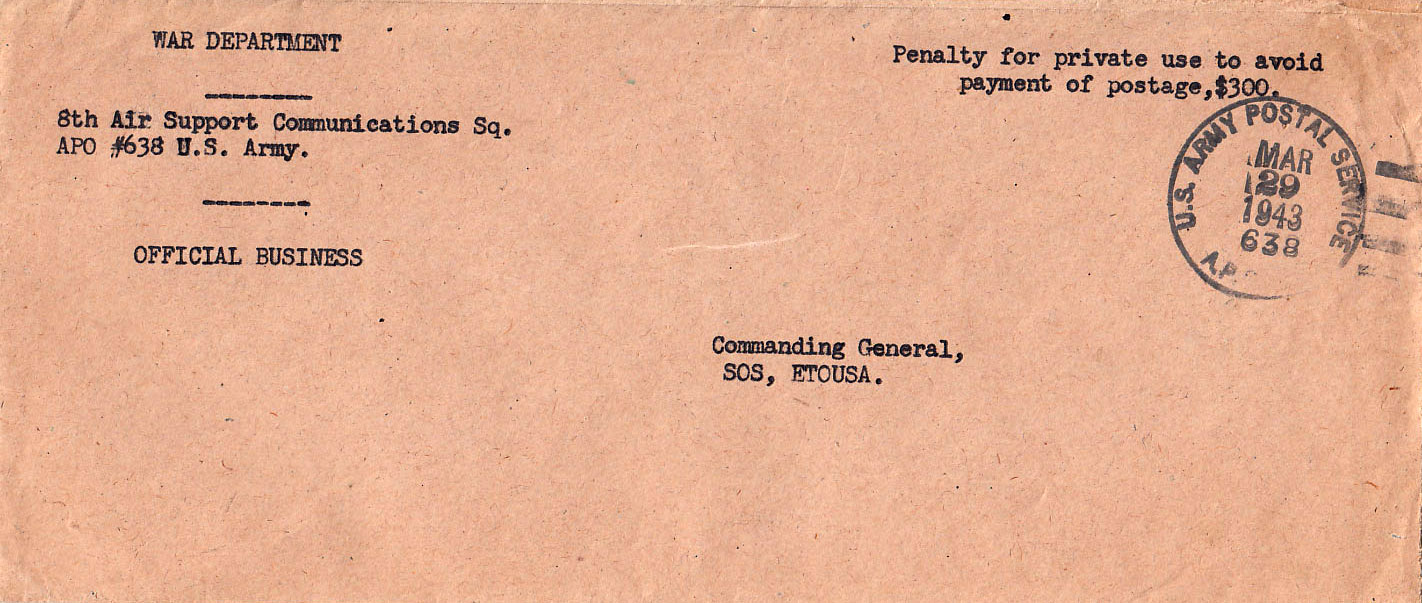 WAR DEPARTMENT
8th Air Support Communications Sq.
APO #638 U.S. Army.
OFFICIAL BUSINESS
Penalty for private use to avoid
payment of postage,$300.
U.S. ARMY POSTAL SERVICE
MAR
29
1943
638
A.P.
Commanding General,
SOS, ETOUSA.